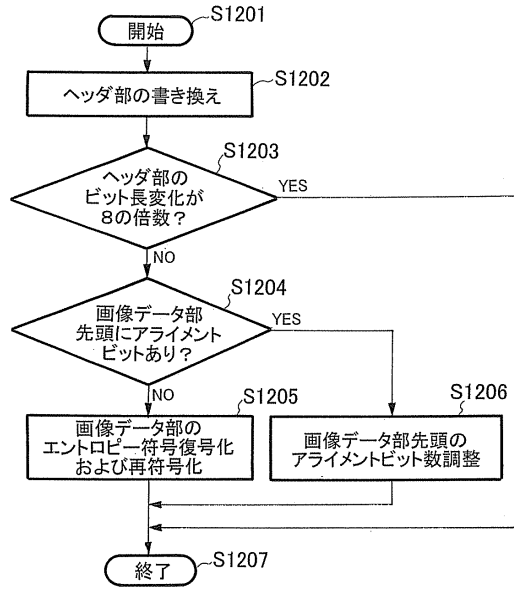 S1201
開始
S1202
ヘッダ部の書き換え
S1203
ヘッダ部の
ビット長変化が
8の倍数?
YES
NO
S1204
画像データ部
先頭にアライメント
ビットあり?
YES
NO
S1205
画像データ部の
エントロピー符号復号化
および再符号化
S1206
画像データ部先頭の
アライメントビット数調整
S1207
終了